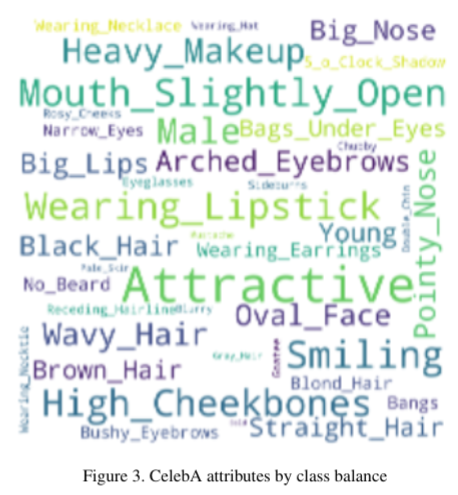 Wearing_Necklace Wearing_Hat Big_Nose
Heavy_Makeup 5_o_Clock_Shadow
Mouth_Slightly_Open
Rosy_Cheeks
Narrow_Eyes Male Bags_Under_Eyes
Chubby
Big_Lips Arched_Eyebrows
Eyeglasses Sideburns
Wearing_Lipstick Pointy_Nose
Double_Chin
Mustache Young
Black_Hair Wearing_Earrings
Pale_Skin
No_Beard Attractive
Receding_Hairline Blurry Oval_Face
Wavy_Hair
Gray_Hair Goatee Smiling
Wearing_Necktie
Brown_Hair Blond_Hair
High_Cheekbones Bangs
Bald
Bushy_Eyebrows Straight_Hair
Figure 3. CelebA attributes by class balance